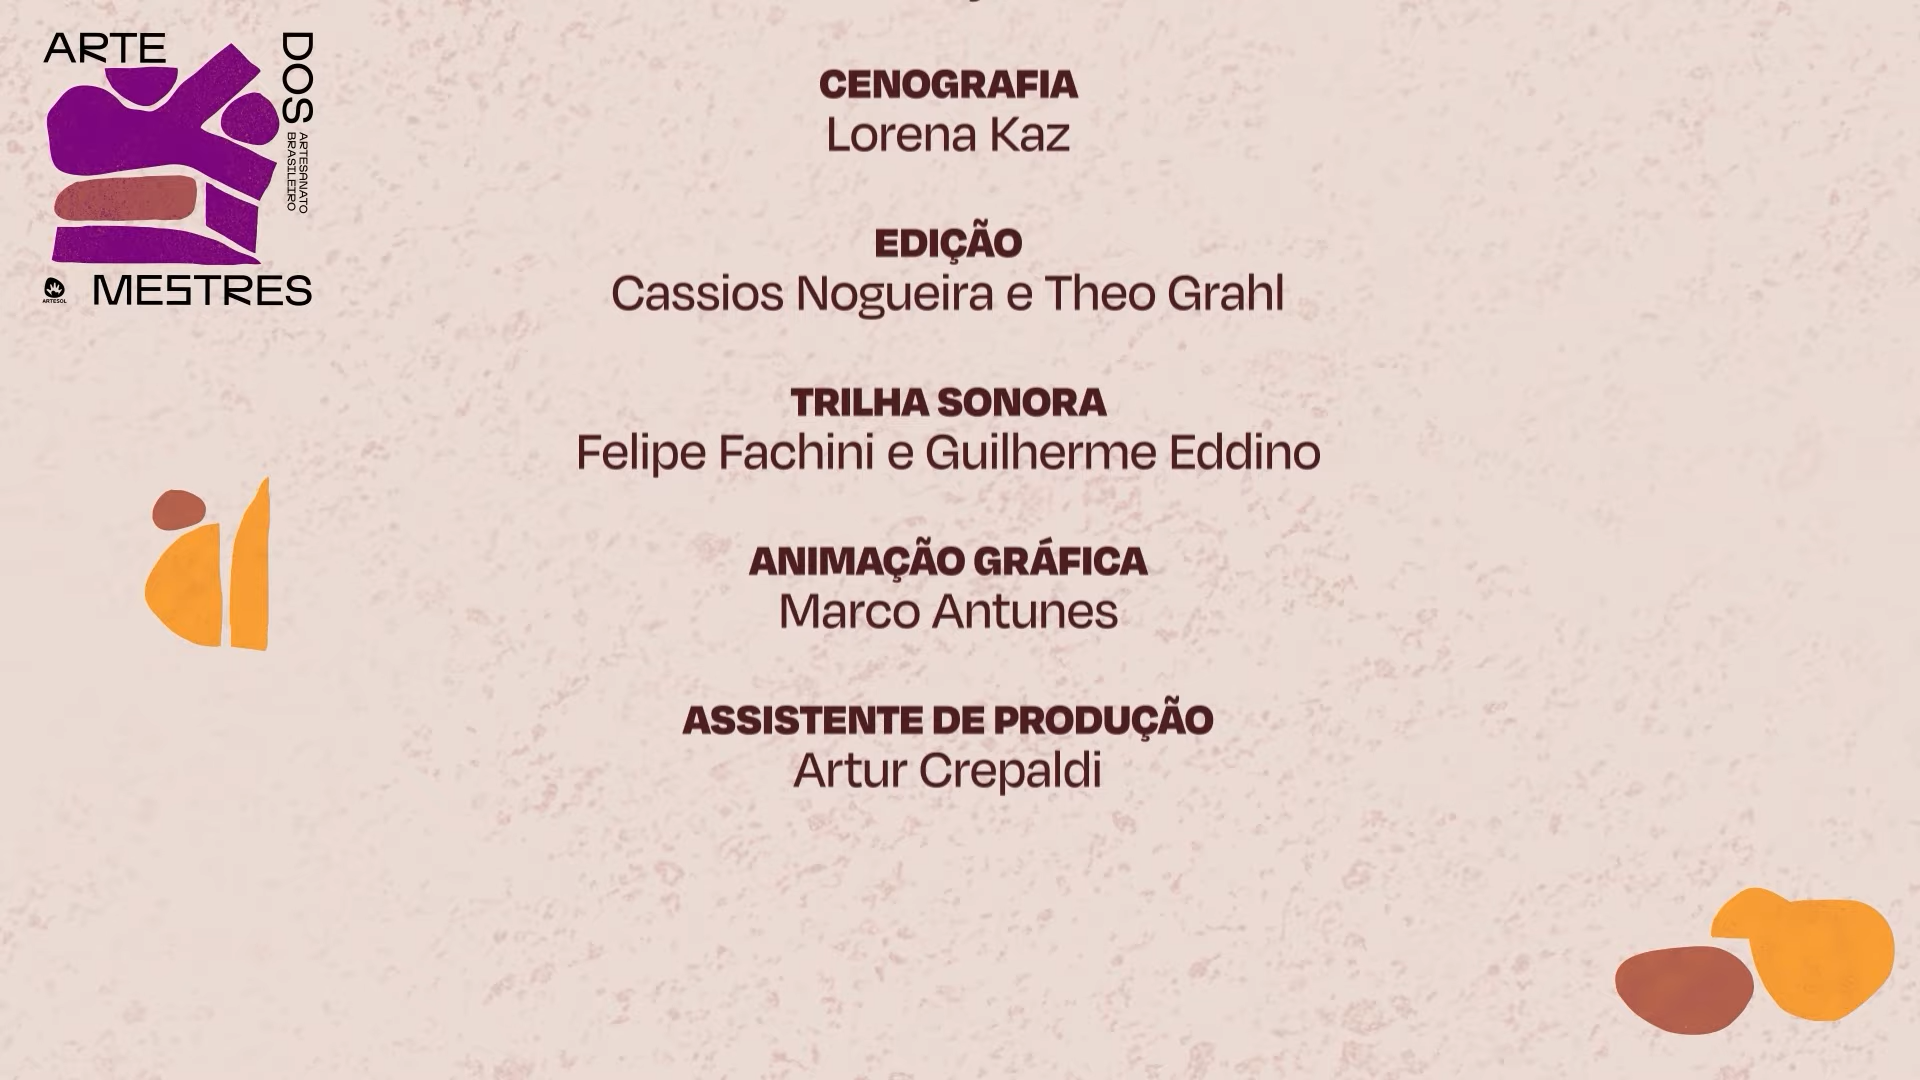 ARTE
DOS
ARTESANATO
BRASILEIRO
MESTRES
ARTESOL
CENOGRAFIA
Lorena Kaz
EDIÇÃO
Cassios Nogueira e Theo Grahl
TRILHA SONORA
Felipe Fachini e Guilherme Eddino
ANIMAÇÃO GRÁFICA
Marco Antunes
ASSISTENTE DE PRODUÇÃO
Artur Crepaldi